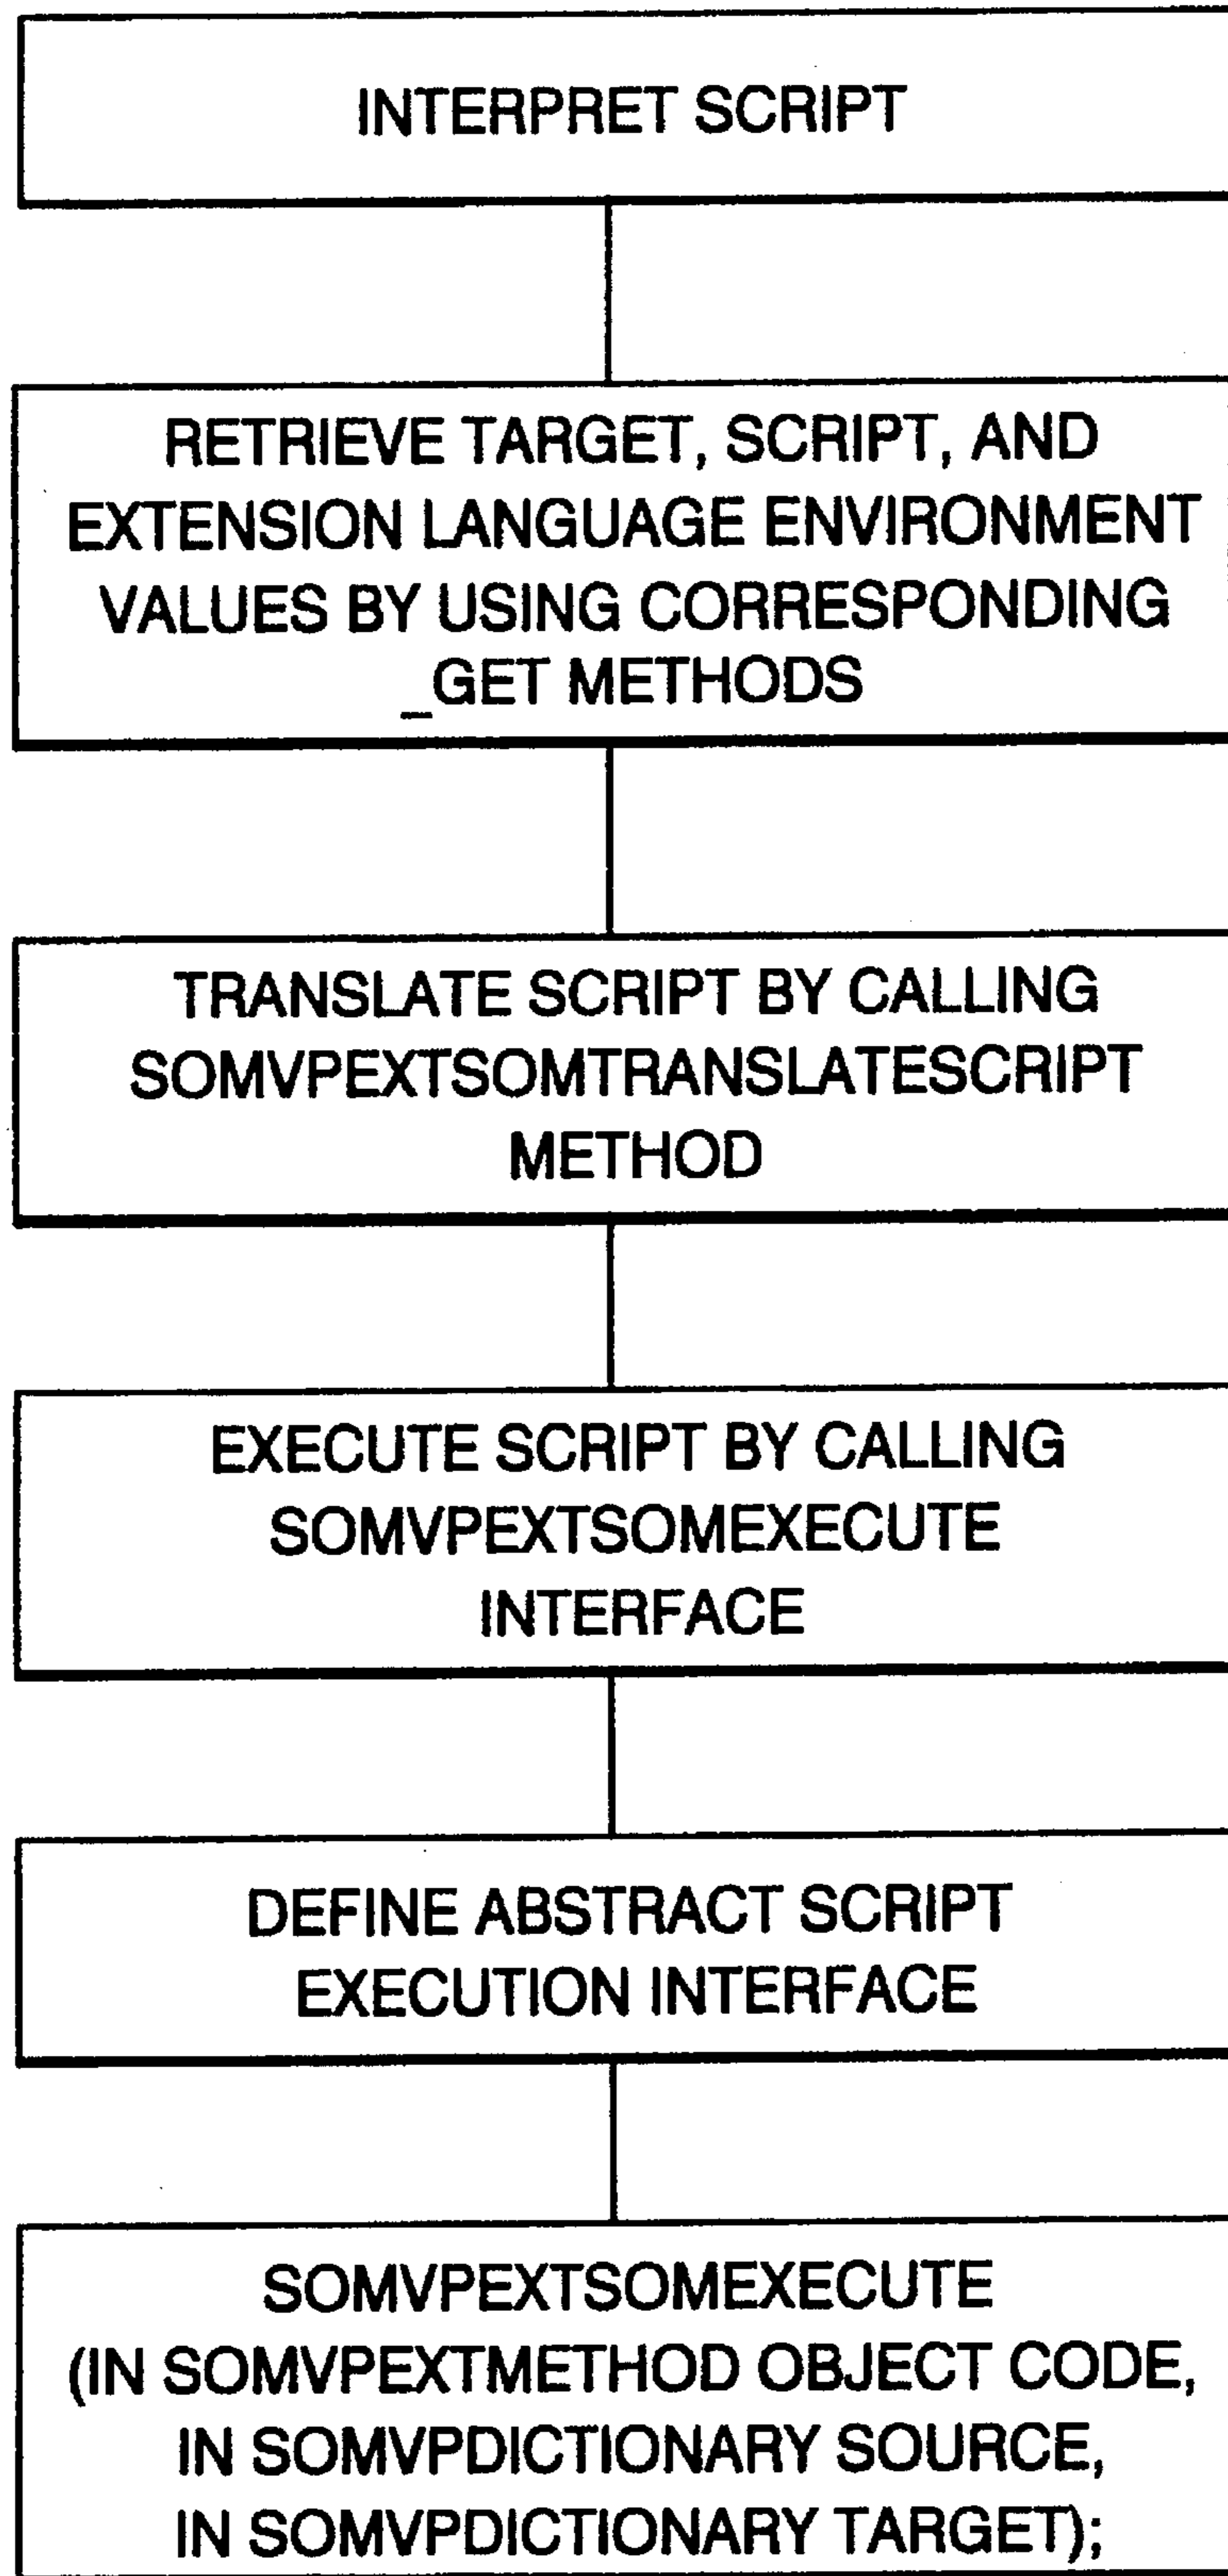 INTERPRET SCRIPT
RETRIEVE TARGET, SCRIPT, AND
EXTENSION LANGUAGE ENVIRONMENT
VALUES BY USING CORRESPONDING
_GET METHODS
TRANSLATE SCRIPT BY CALLING
SOMVPEXTSOMTRANSLATESCRIPT
METHOD
EXECUTE SCRIPT BY CALLING
SOMVPEXTSOMEXECUTE
INTERFACE
DEFINE ABSTRACT SCRIPT
EXECUTION INTERFACE
SOMVPEXTSOMEXECUTE
(IN SOMVPEXTMETHOD OBJECT CODE,
IN SOMVPDICTIONARY SOURCE,
IN SOMVPDICTIONARY TARGET);